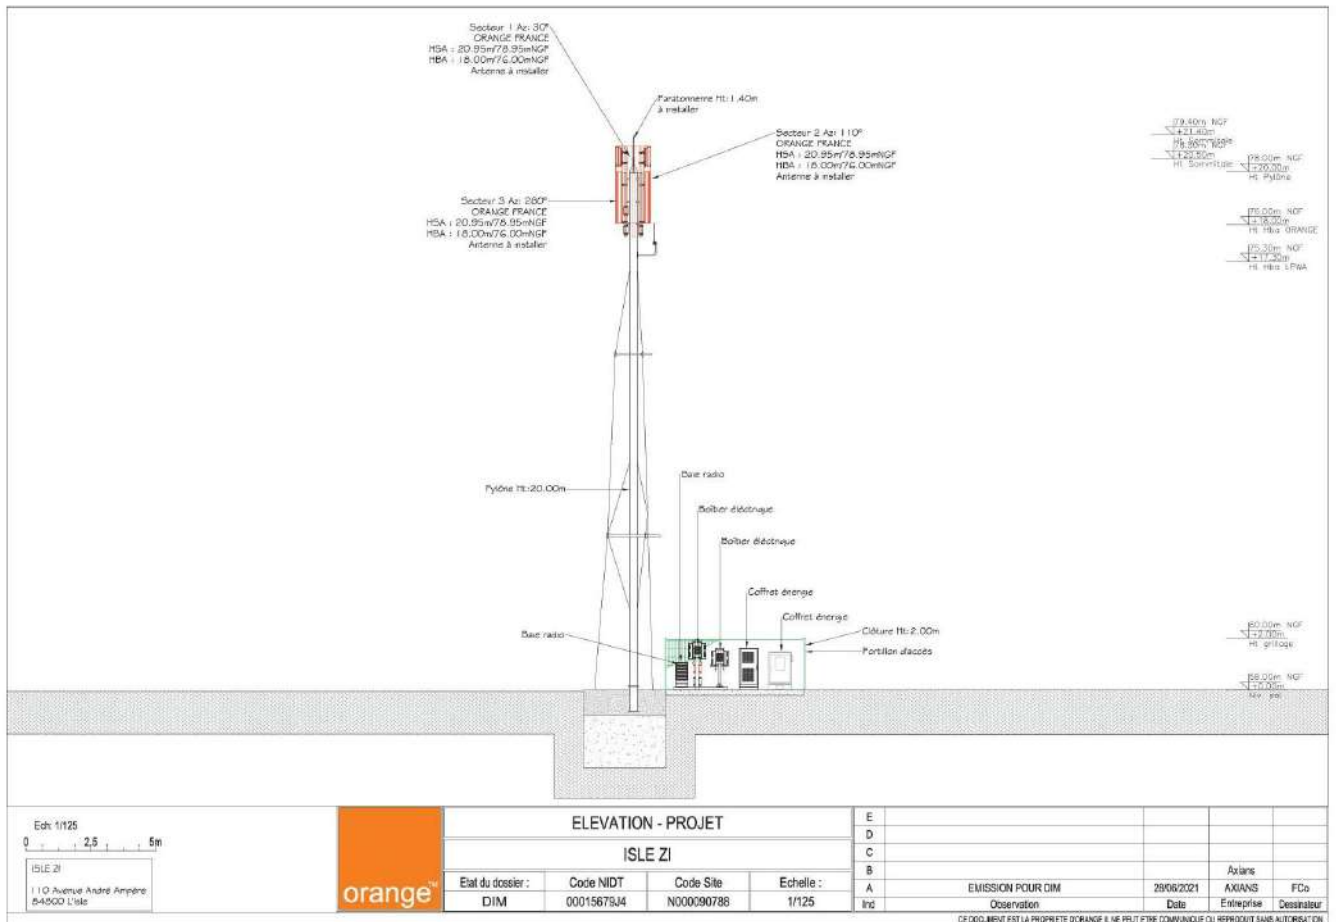 Secteur 1 Az: 30°
ORANGE FRANCE
HSA : 20.95m/78.95mNGF
HBA : 18.00m/76.00mNGF
Antenne à installer
Paratonnerre Ht: 1.40m
à installer
Secteur 2 Az: 110°
ORANGE FRANCE
HSA : 20.95m/78.95mNGF
HBA : 18.00m/76.00mNGF
Antenne à installer
Secteur 3 Az: 280°
ORANGE FRANCE
HSA : 20.95m/78.95mNGF
HBA : 18.00m/76.00mNGF
Antenne à installer
79.40m NGF
+21.40m
Ht Sommitale
Ht Sommitale
78.00m NGF
+20.00m
Ht Pylône
76.00m NGF
+18.00m
Ht Hba ORANGE
75.30m NGF
+17.30m
Ht Hba LPWA
Pylône Ht:20.00m
Baie radio
Boîtier éléctrique
Boîtier éléctrique
Coffret énergie
Coffret énergie
Baie radio
Clôture Ht: 2.00m
Portillon d'accès
60.00m NGF
+2.00m
Ht grillage
58.00m NGF
+0.00m
Niv. sol
Ech: 1/125
0 2,5 5m
ISLE ZI
110 Avenue André Ampère
84800 L'Isle
orange™
ELEVATION - PROJET
ISLE ZI
Etat du dossier : Code NIDT Code Site Echelle :
DIM 00015679J4 N000090788 1/125
E
D
C
B Axians
A EMISSION POUR DIM 28/06/2021 AXIANS FCo
Ind Observation Date Entreprise Dessinateur
CE DOCUMENT EST LA PROPRIETE D'ORANGE IL NE PEUT ETRE COMMUNIQUE OU REPRODUIT SANS AUTORISATION